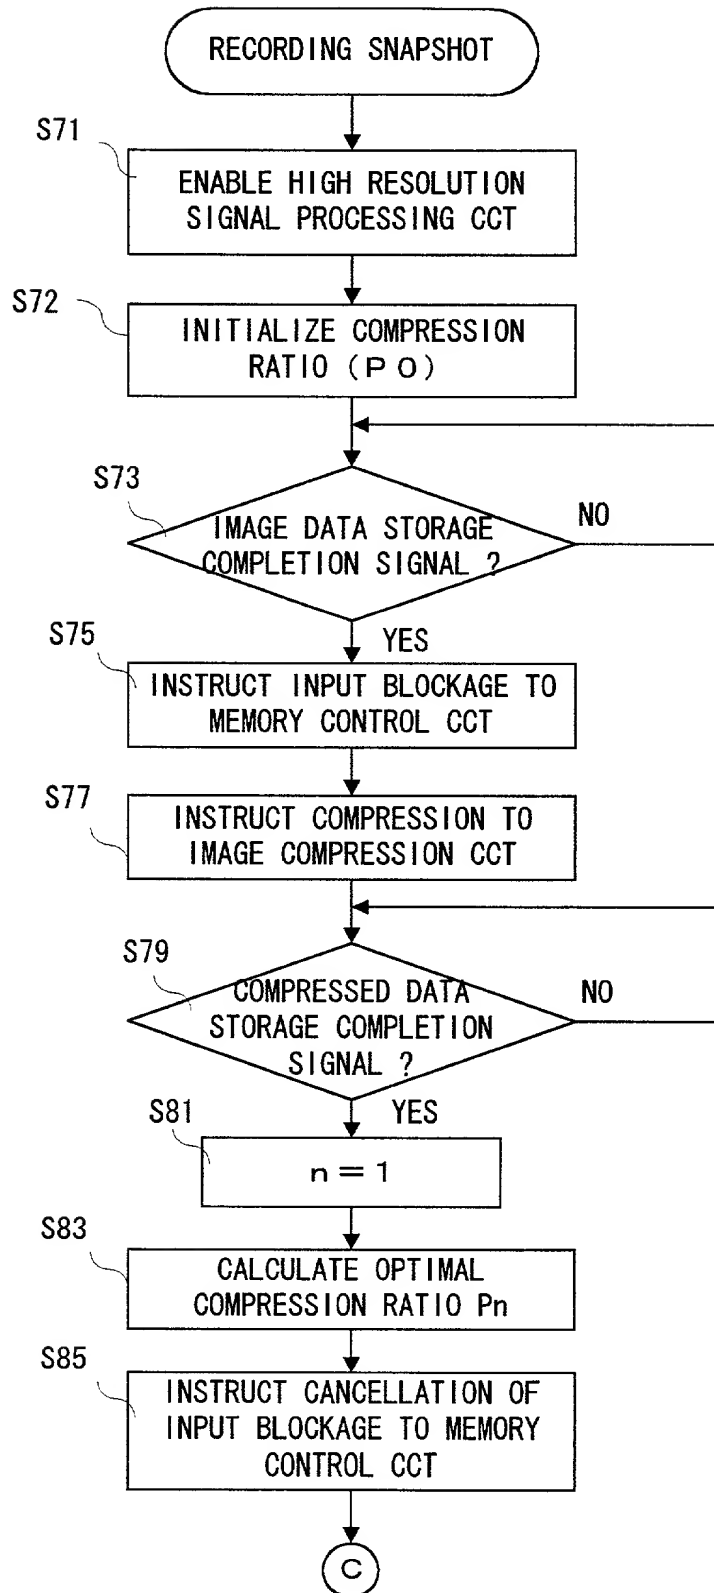 RECORDING SNAPSHOT
S71
ENABLE HIGH RESOLUTION
SIGNAL PROCESSING CCT
S72
INITIALIZE COMPRESSION
RATIO (P0)
S73
IMAGE DATA STORAGE
COMPLETION SIGNAL ?
NO
YES
S75
INSTRUCT INPUT BLOCKAGE TO
MEMORY CONTROL CCT
S77
INSTRUCT COMPRESSION TO
IMAGE COMPRESSION CCT
S79
COMPRESSED DATA
STORAGE COMPLETION
SIGNAL ?
NO
YES
S81
n=1
S83
CALCULATE OPTIMAL
COMPRESSION RATIO Pn
S85
INSTRUCT CANCELLATION OF
INPUT BLOCKAGE TO MEMORY
CONTROL CCT
C